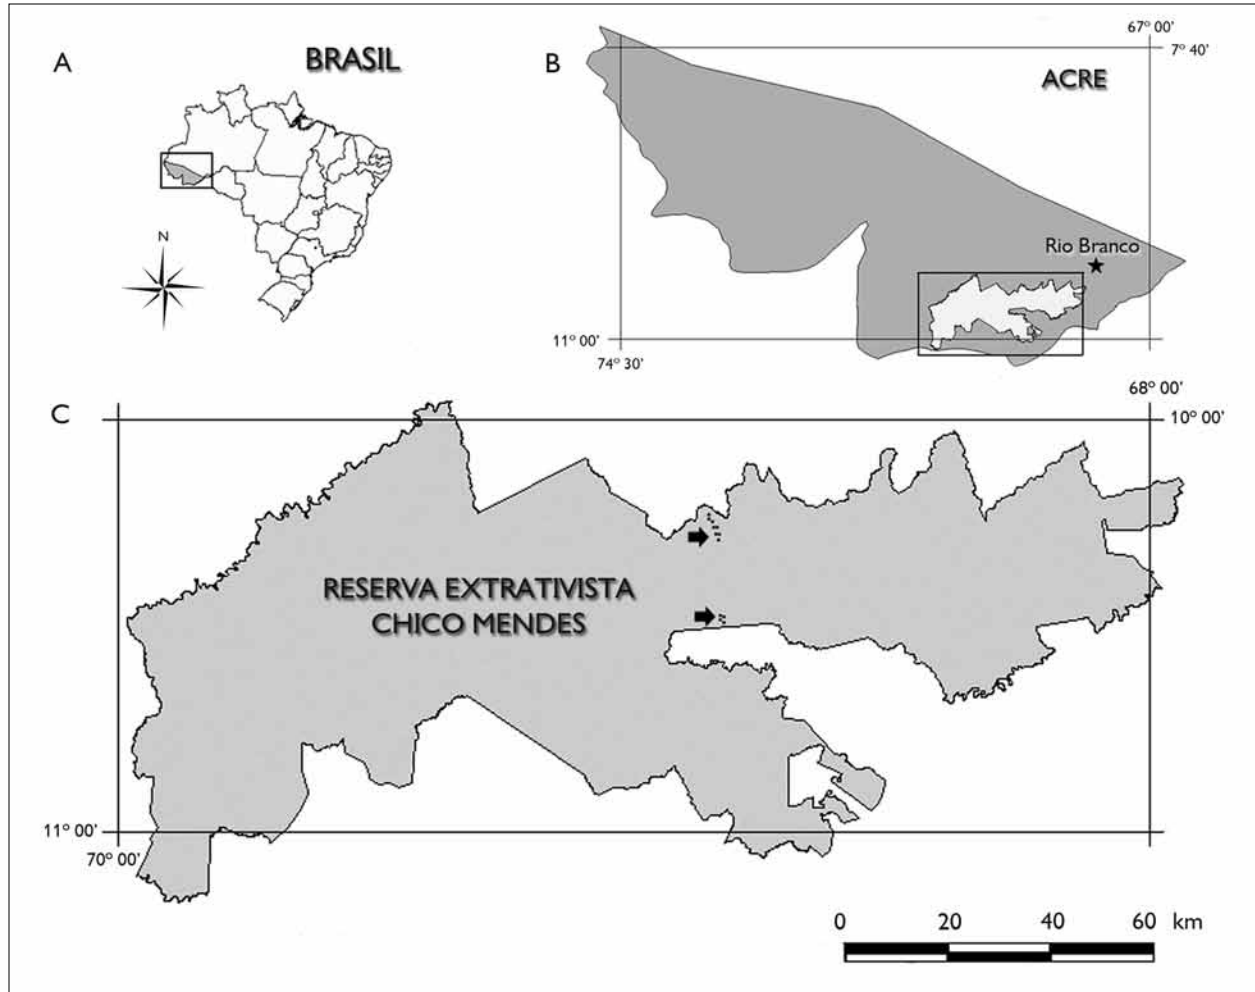 A
BRASIL
N
B
ACRE
67° 00'
7° 40'
Rio Branco
11° 00'
74° 30'
C
68° 00'
10° 00'
RESERVA EXTRATIVISTA
CHICO MENDES
11° 00'
70° 00'
0 20 40 60 km